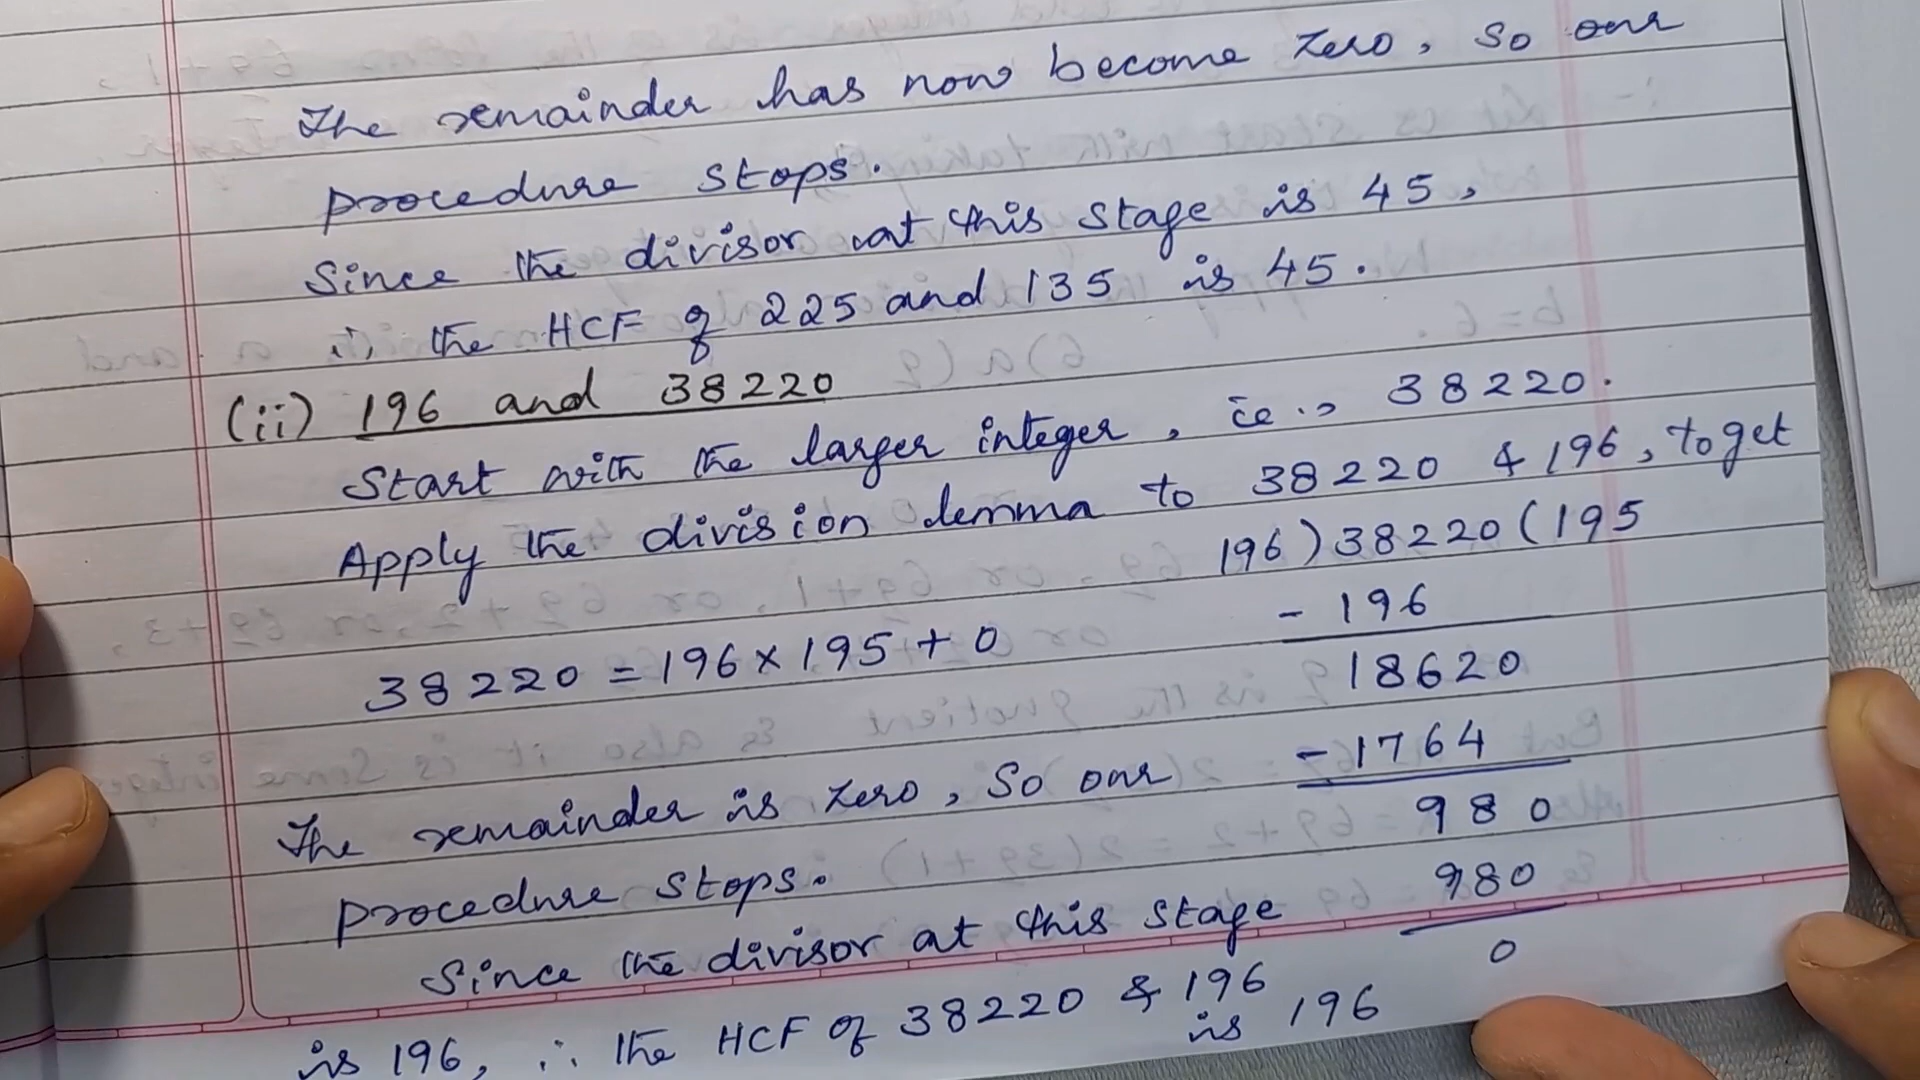 The remainder has now become zero, so our
procedure stops.
Since the divisor at this stage is 45,
∴ the HCF of 225 and 135 is 45.
(ii) 196 and 38220
Start with the larger integer, ie., 38220.
Apply the division lemma to 38220 & 196, to get
196)38220(195
- 196
38220 = 196 × 195 + 0
18620
- 1764
The remainder is zero, So our
980
procedure stops.
980
Since the divisor at this stage
0
is 196, ∴ the HCF of 38220 & 196
is 196